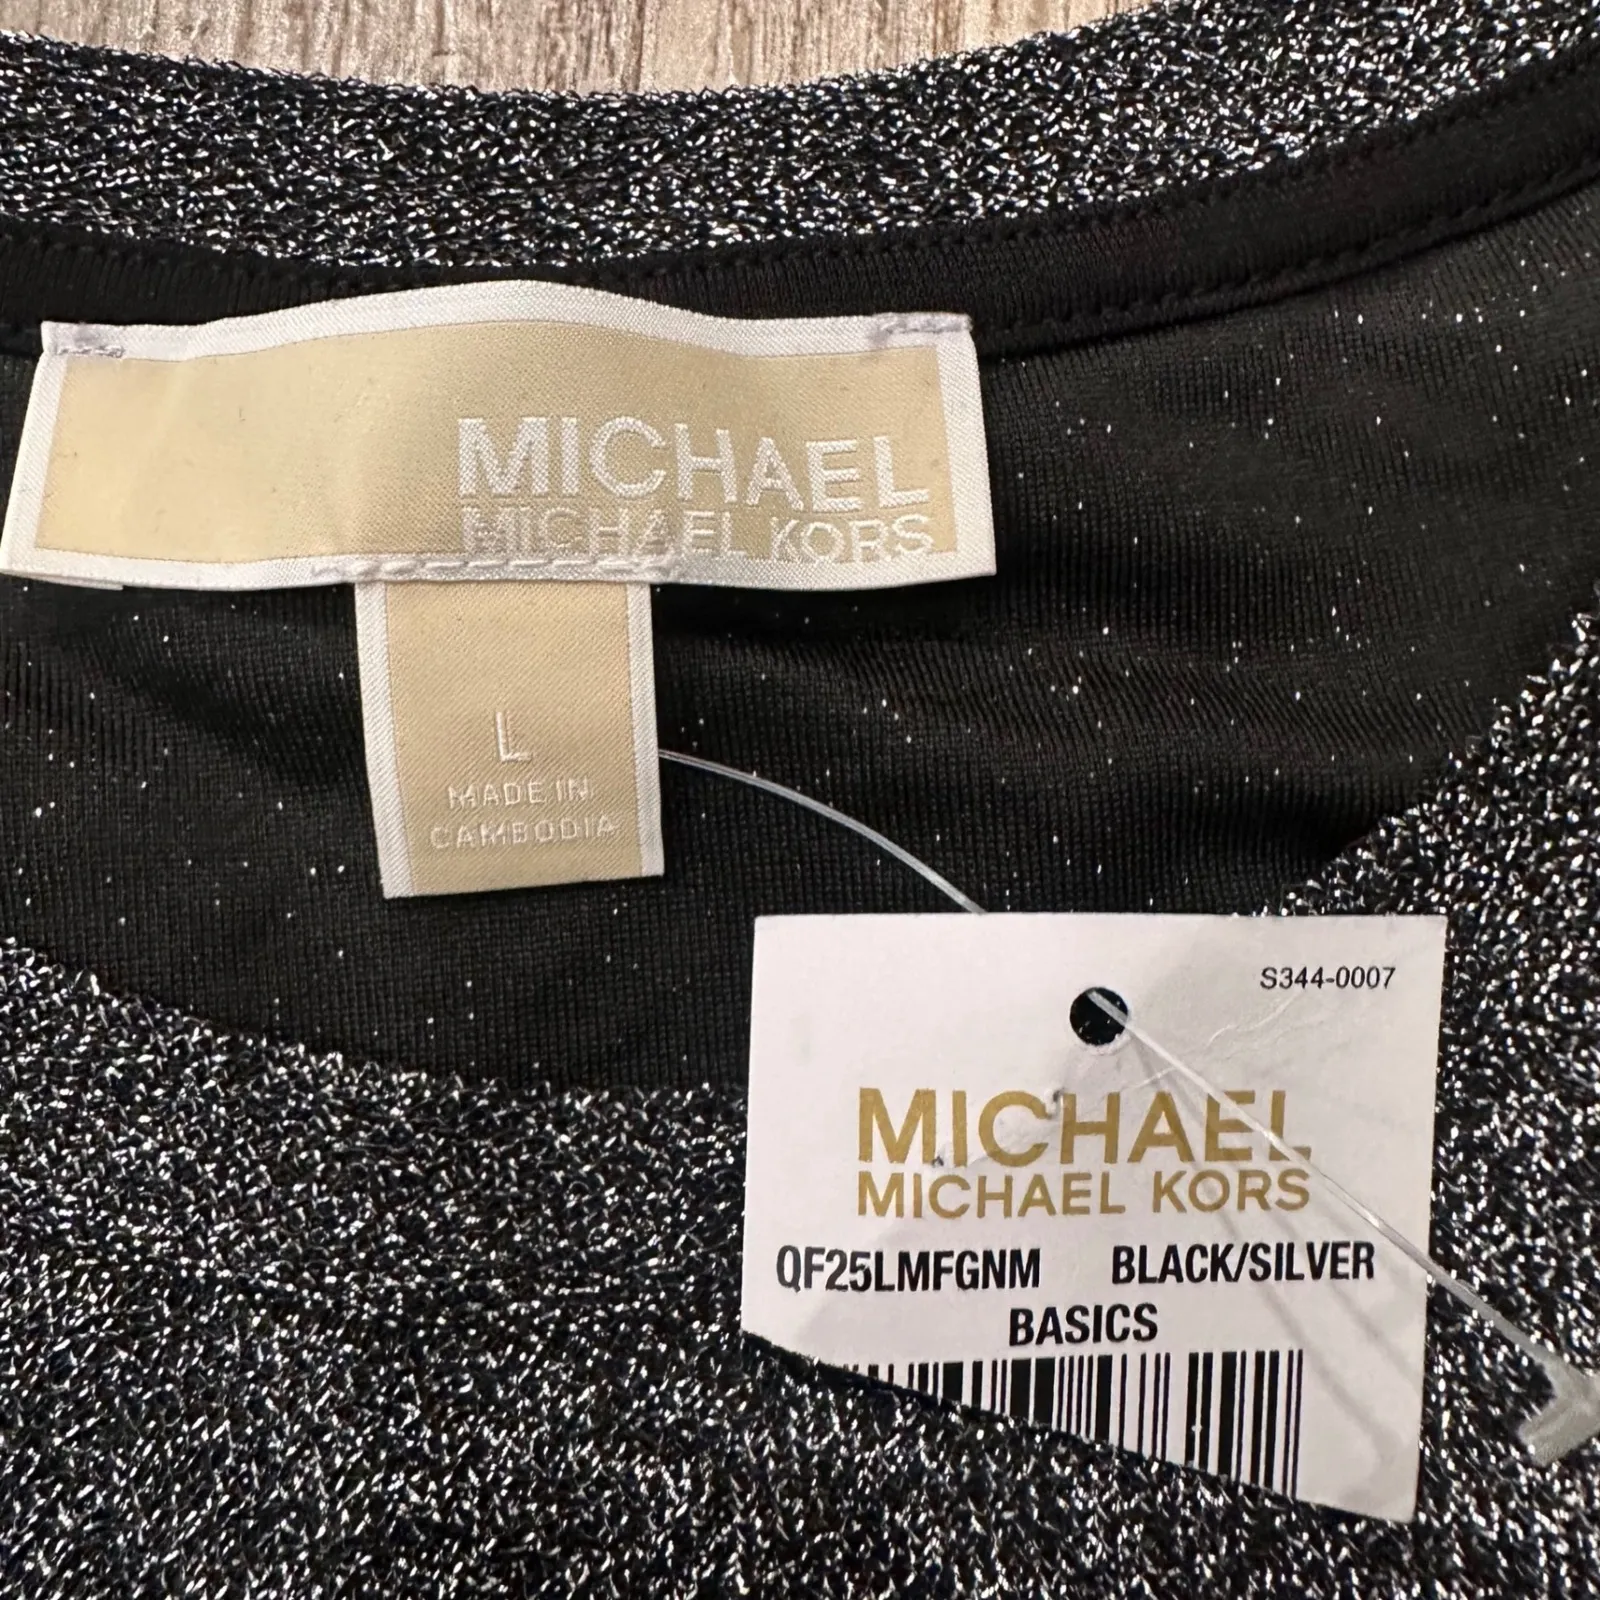 MICHAEL
MICHAEL KORS
L
MADE IN
CAMBODIA
S344-0007
MICHAEL
MICHAEL KORS
QF25LMFGNM BLACK/SILVER
BASICS